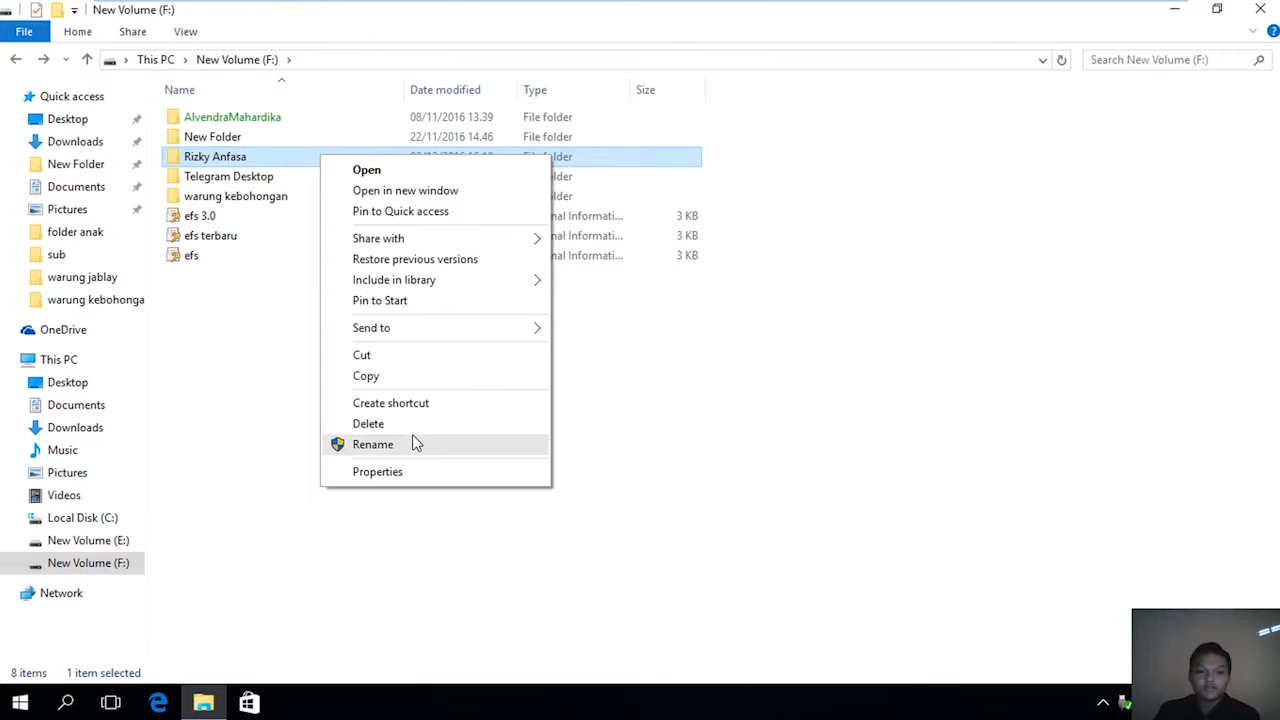 New Volume (F:)
File Home Share View
This PC New Volume (F:) Search New Volume (F:)
Name Date modified Type Size
Quick access
Desktop
Downloads
New Folder
Documents
Pictures
folder anak
sub
warung jablay
warung kebohonga
OneDrive
This PC
Desktop
Documents
Downloads
Music
Pictures
Videos
Local Disk (C:)
New Volume (E:)
New Volume (F:)
Network
AlvendraMahardika 08/11/2016 13.39 File folder
New Folder 22/11/2016 14.46 File folder
Rizky Anfasa
Telegram Desktop
warung kebohongan
efs 3.0 nal Informati... 3 KB
efs terbaru nal Informati... 3 KB
efs nal Informati... 3 KB
Open
Open in new window
Pin to Quick access
Share with
Restore previous versions
Include in library
Pin to Start
Send to
Cut
Copy
Create shortcut
Delete
Rename
Properties
8 items 1 item selected